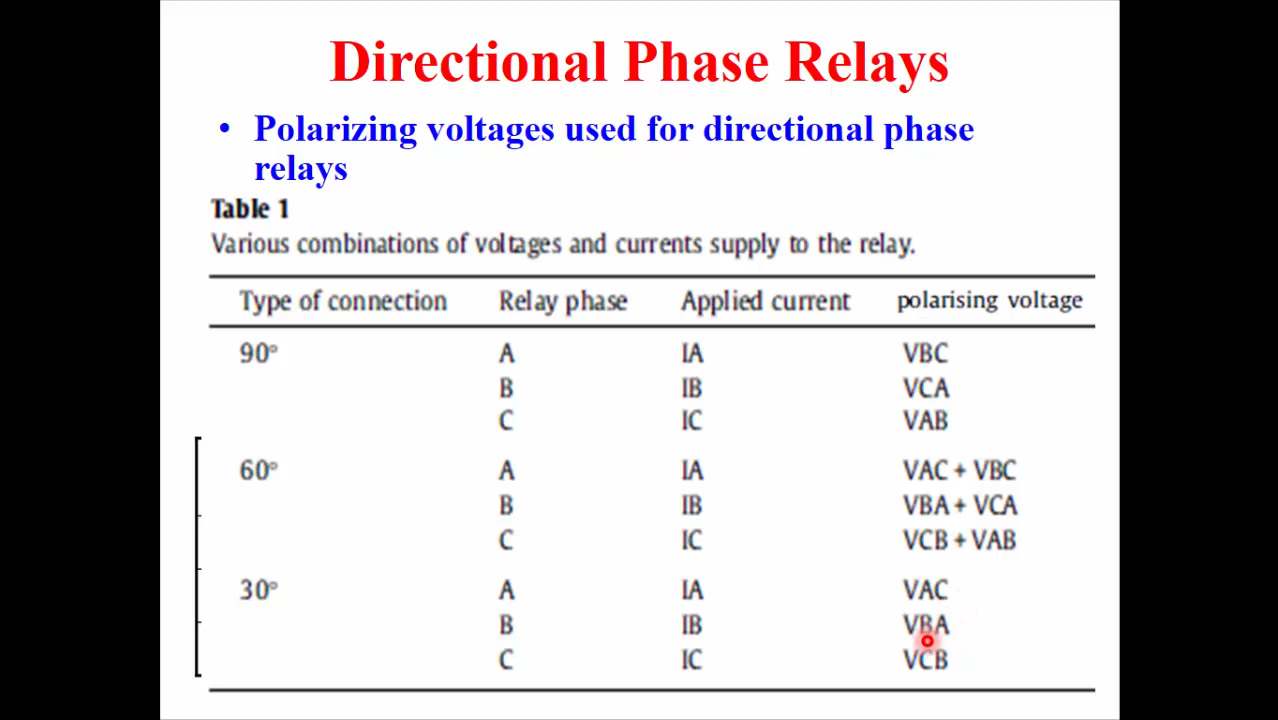 Directional Phase Relays
• Polarizing voltages used for directional phase
relays
Table 1
Various combinations of voltages and currents supply to the relay.
Type of connection Relay phase Applied current polarising voltage
90° A IA VBC
B IB VCA
C IC VAB
60° A IA VAC + VBC
B IB VBA + VCA
C IC VCB + VAB
30° A IA VAC
B IB VBA
C IC VCB